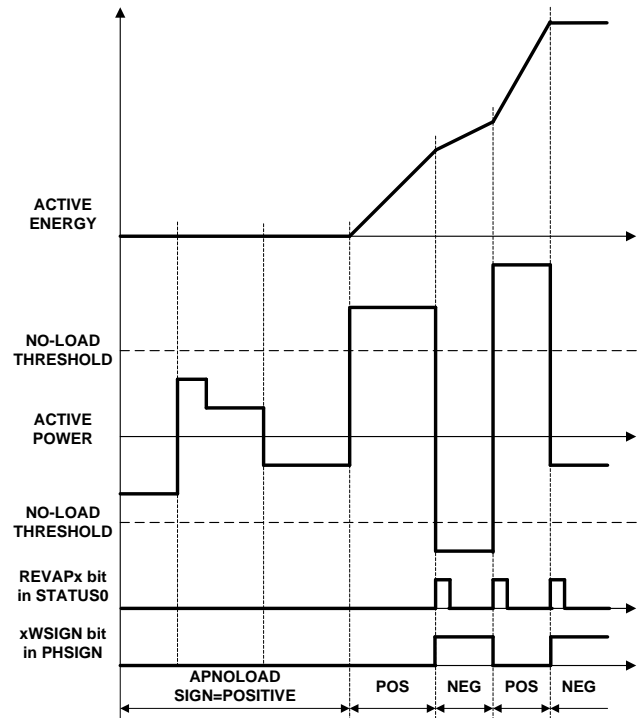 ACTIVE
ENERGY
NO-LOAD
THRESHOLD
ACTIVE
POWER
NO-LOAD
THRESHOLD
REVAPx bit
in STATUS0
xWSIGN bit
in PHSIGN
APNOLOAD
SIGN=POSITIVE
POS
NEG
POS
NEG